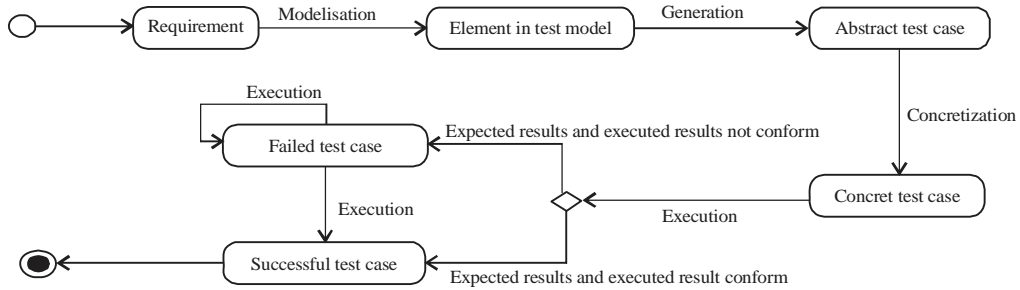 Modelisation
Generation
Requirement
Element in test model
Abstract test case
Execution
Concretization
Expected results and executed results not conform
Failed test case
Concret test case
Execution
Execution
Successful test case
Expected results and executed result conform